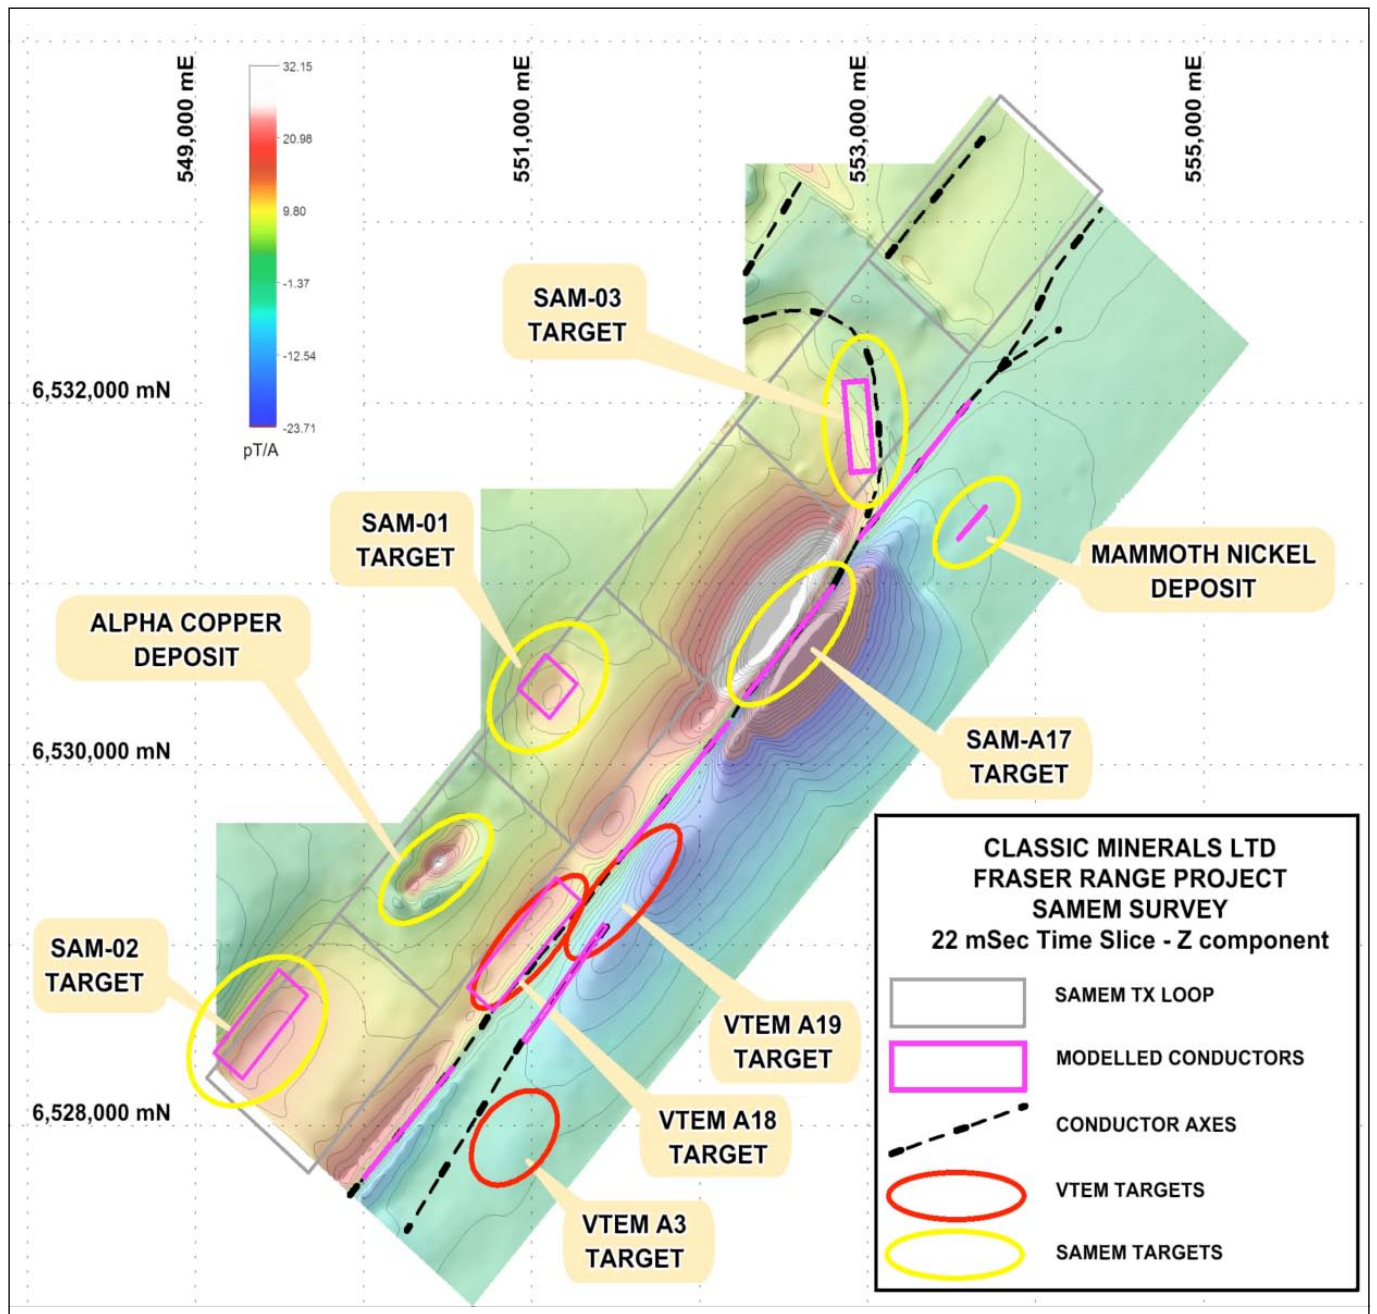 549,000 mE
551,000 mE
553,000 mE
555,000 mE
32.15
20.98
9.80
-1.37
-12.54
-23.71
pT/A
6,532,000 mN
6,530,000 mN
6,528,000 mN
SAM-03
TARGET
SAM-01
TARGET
ALPHA COPPER
DEPOSIT
MAMMOTH NICKEL
DEPOSIT
SAM-A17
TARGET
SAM-02
TARGET
VTEM A19
TARGET
VTEM A18
TARGET
VTEM A3
TARGET
CLASSIC MINERALS LTD
FRASER RANGE PROJECT
SAMEM SURVEY
22 mSec Time Slice - Z component
SAMEM TX LOOP
MODELLED CONDUCTORS
CONDUCTOR AXES
VTEM TARGETS
SAMEM TARGETS